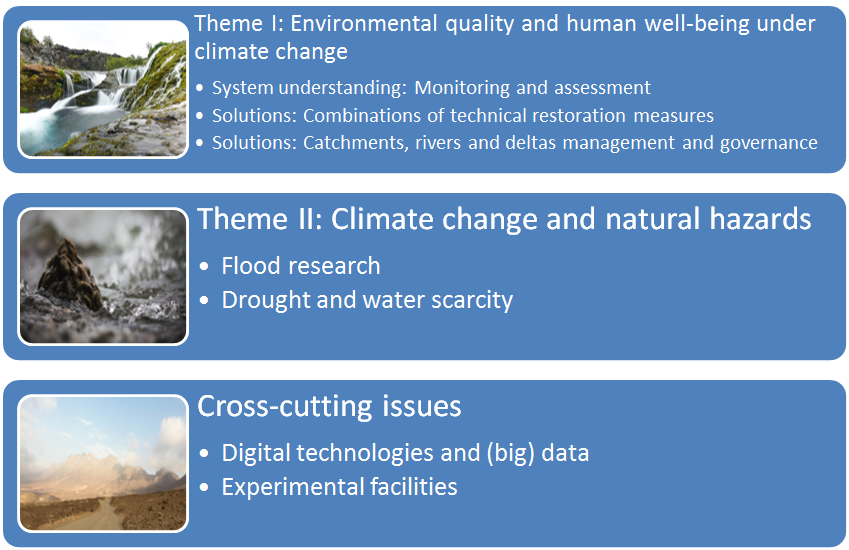 Theme I: Environmental quality and human well-being under
climate change
• System understanding: Monitoring and assessment
• Solutions: Combinations of technical restoration measures
• Solutions: Catchments, rivers and deltas management and governance
Theme II: Climate change and natural hazards
• Flood research
• Drought and water scarcity
Cross-cutting issues
• Digital technologies and (big) data
• Experimental facilities